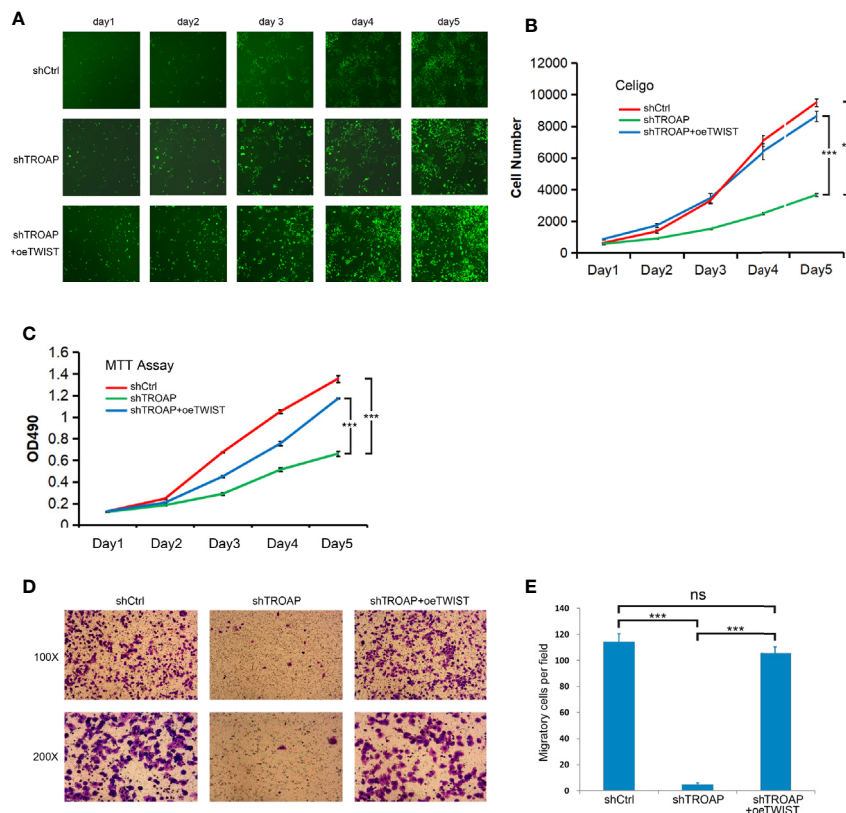 A
day1 day2 day 3 day4 day5
shCtrl
shTROAP
shTROAP
+oeTWIST
B
Celigo
shCtrl
shTROAP
shTROAP+oeTWIST
Cell Number
12000
10000
8000
6000
4000
2000
0
Day1 Day2 Day3 Day4 Day5
***
*
C
MTT Assay
shCtrl
shTROAP
shTROAP+oeTWIST
OD490
1.6
1.4
1.2
1
0.8
0.6
0.4
0.2
0
Day1 Day2 Day3 Day4 Day5
***
***
D
shCtrl shTROAP shTROAP+oeTWIST
100X
200X
E
ns
***
***
Migratory cells per field
140
120
100
80
60
40
20
0
shCtrl shTROAP shTROAP
+oeTWIST